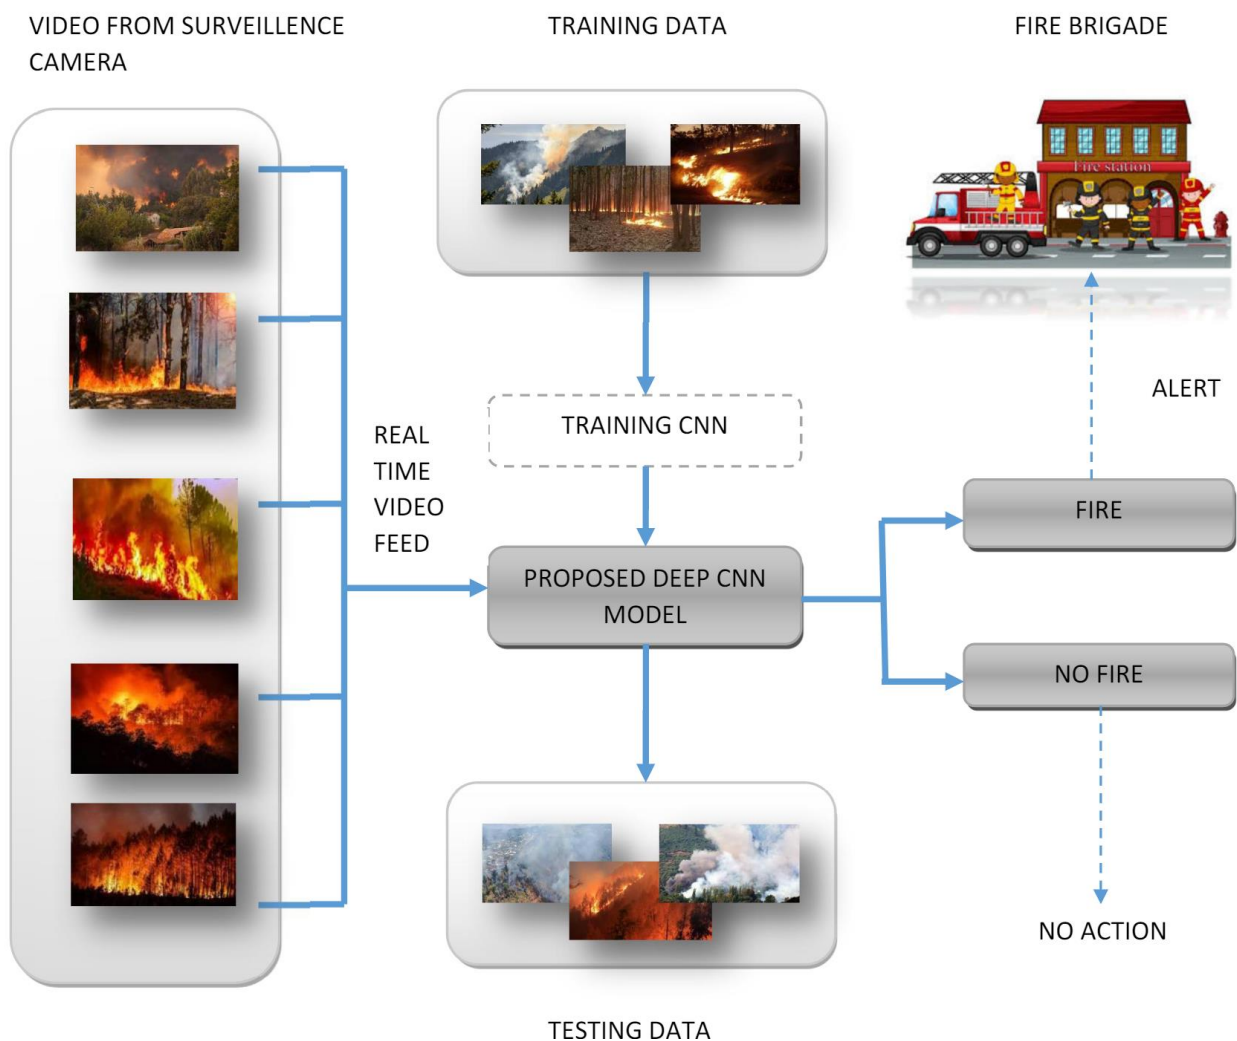 VIDEO FROM SURVEILLENCE
CAMERA
TRAINING DATA
FIRE BRIGADE
Fire station
ALERT
TRAINING CNN
REAL
TIME
VIDEO
FEED
FIRE
PROPOSED DEEP CNN
MODEL
NO FIRE
NO ACTION
TESTING DATA